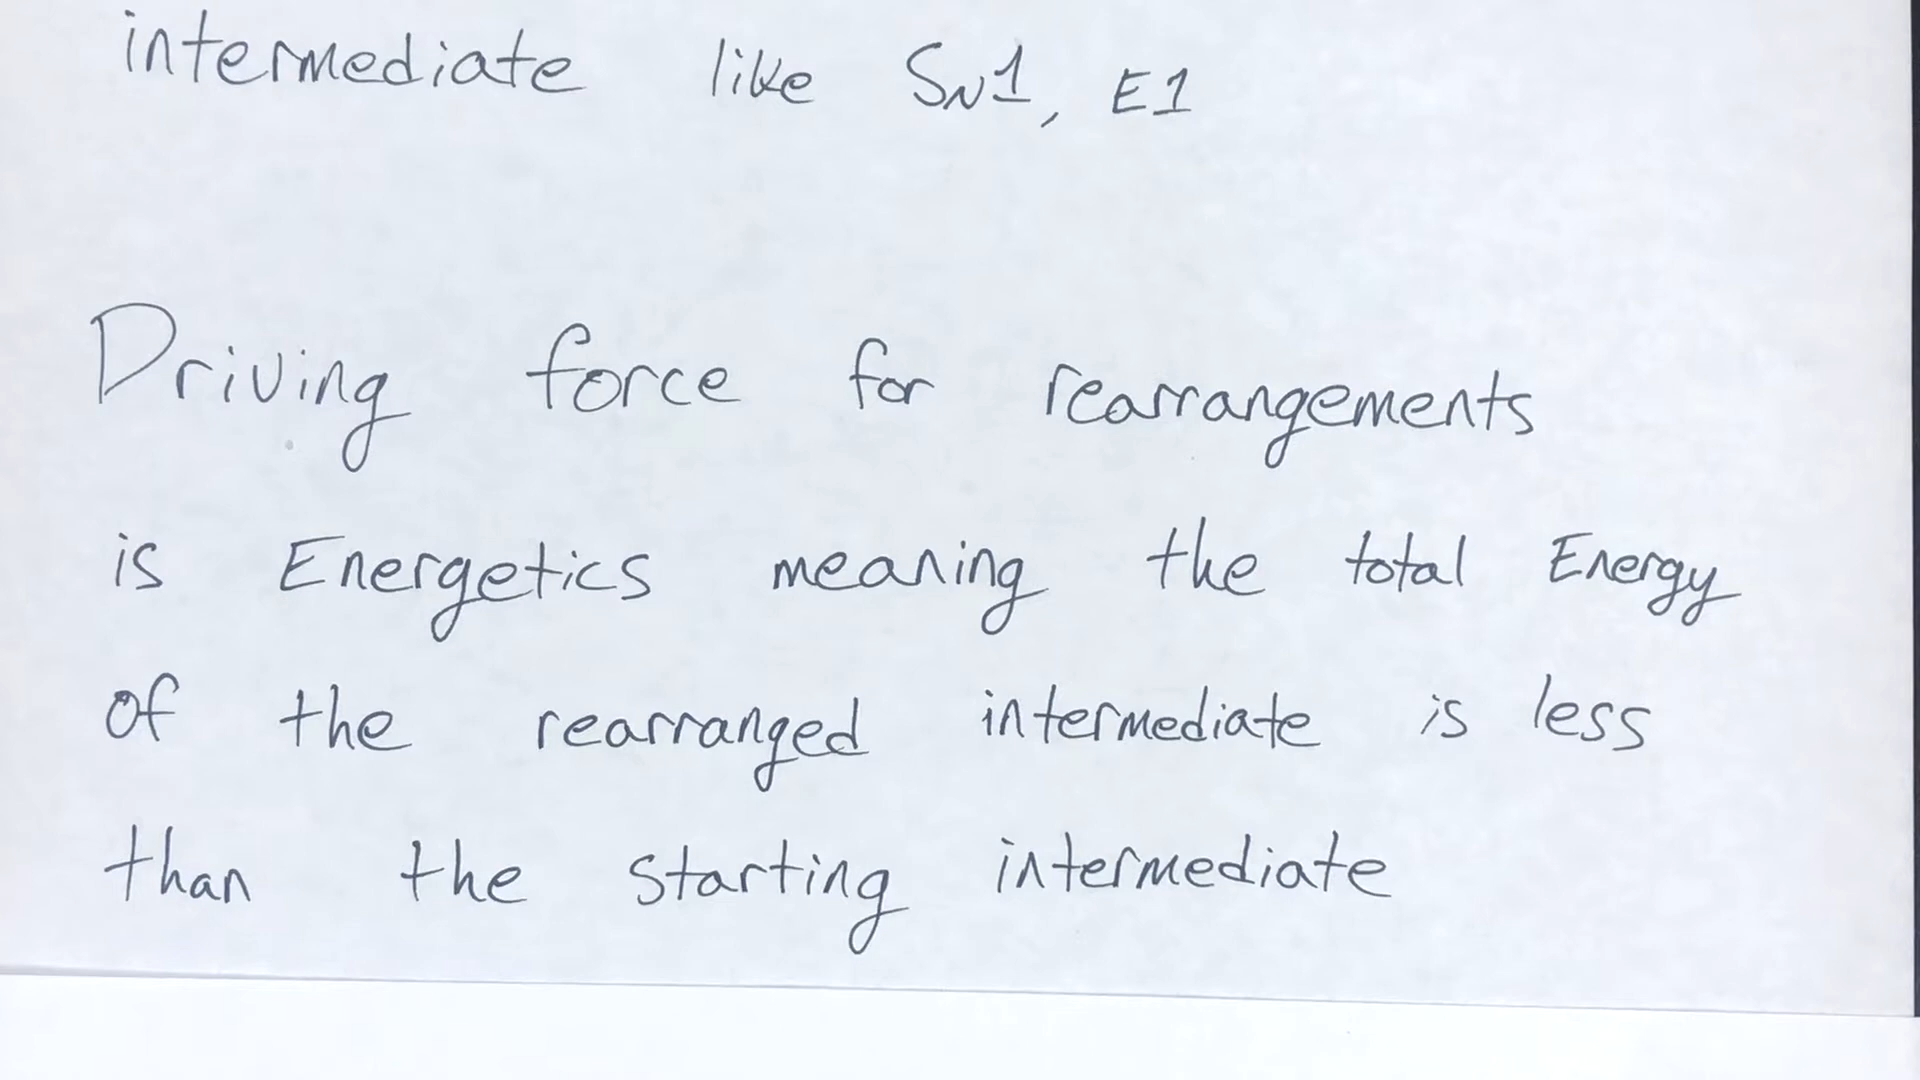 intermediate like SN1, E1
Driving force for rearrangements
is Energetics meaning the total Energy
of the rearranged intermediate is less
than the starting intermediate